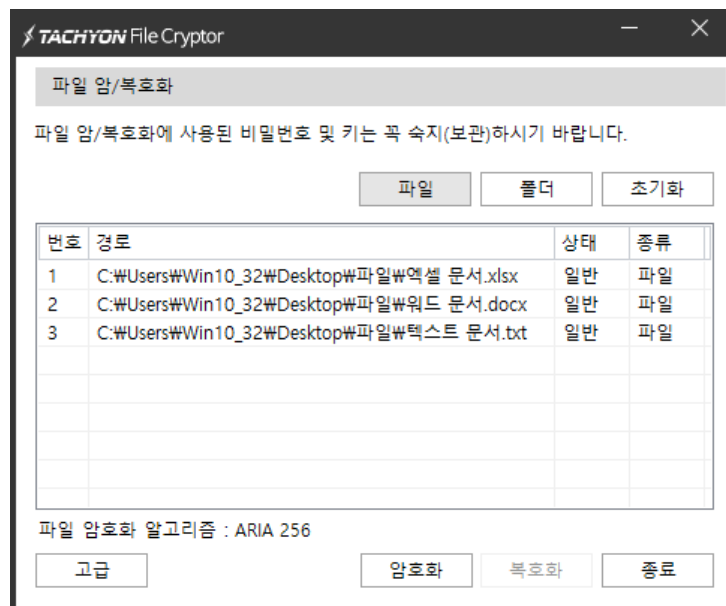 TACHYON File Cryptor
파일 암/복호화
파일 암/복호화에 사용된 비밀번호 및 키는 꼭 숙지(보관)하시기 바랍니다.
파일 폴더 초기화
번호 경로 상태 종류
1 C:₩Users₩Win10_32₩Desktop₩파일₩엑셀 문서.xlsx 일반 파일
2 C:₩Users₩Win10_32₩Desktop₩파일₩워드 문서.docx 일반 파일
3 C:₩Users₩Win10_32₩Desktop₩파일₩텍스트 문서.txt 일반 파일
파일 암호화 알고리즘 : ARIA 256
고급 암호화 복호화 종료